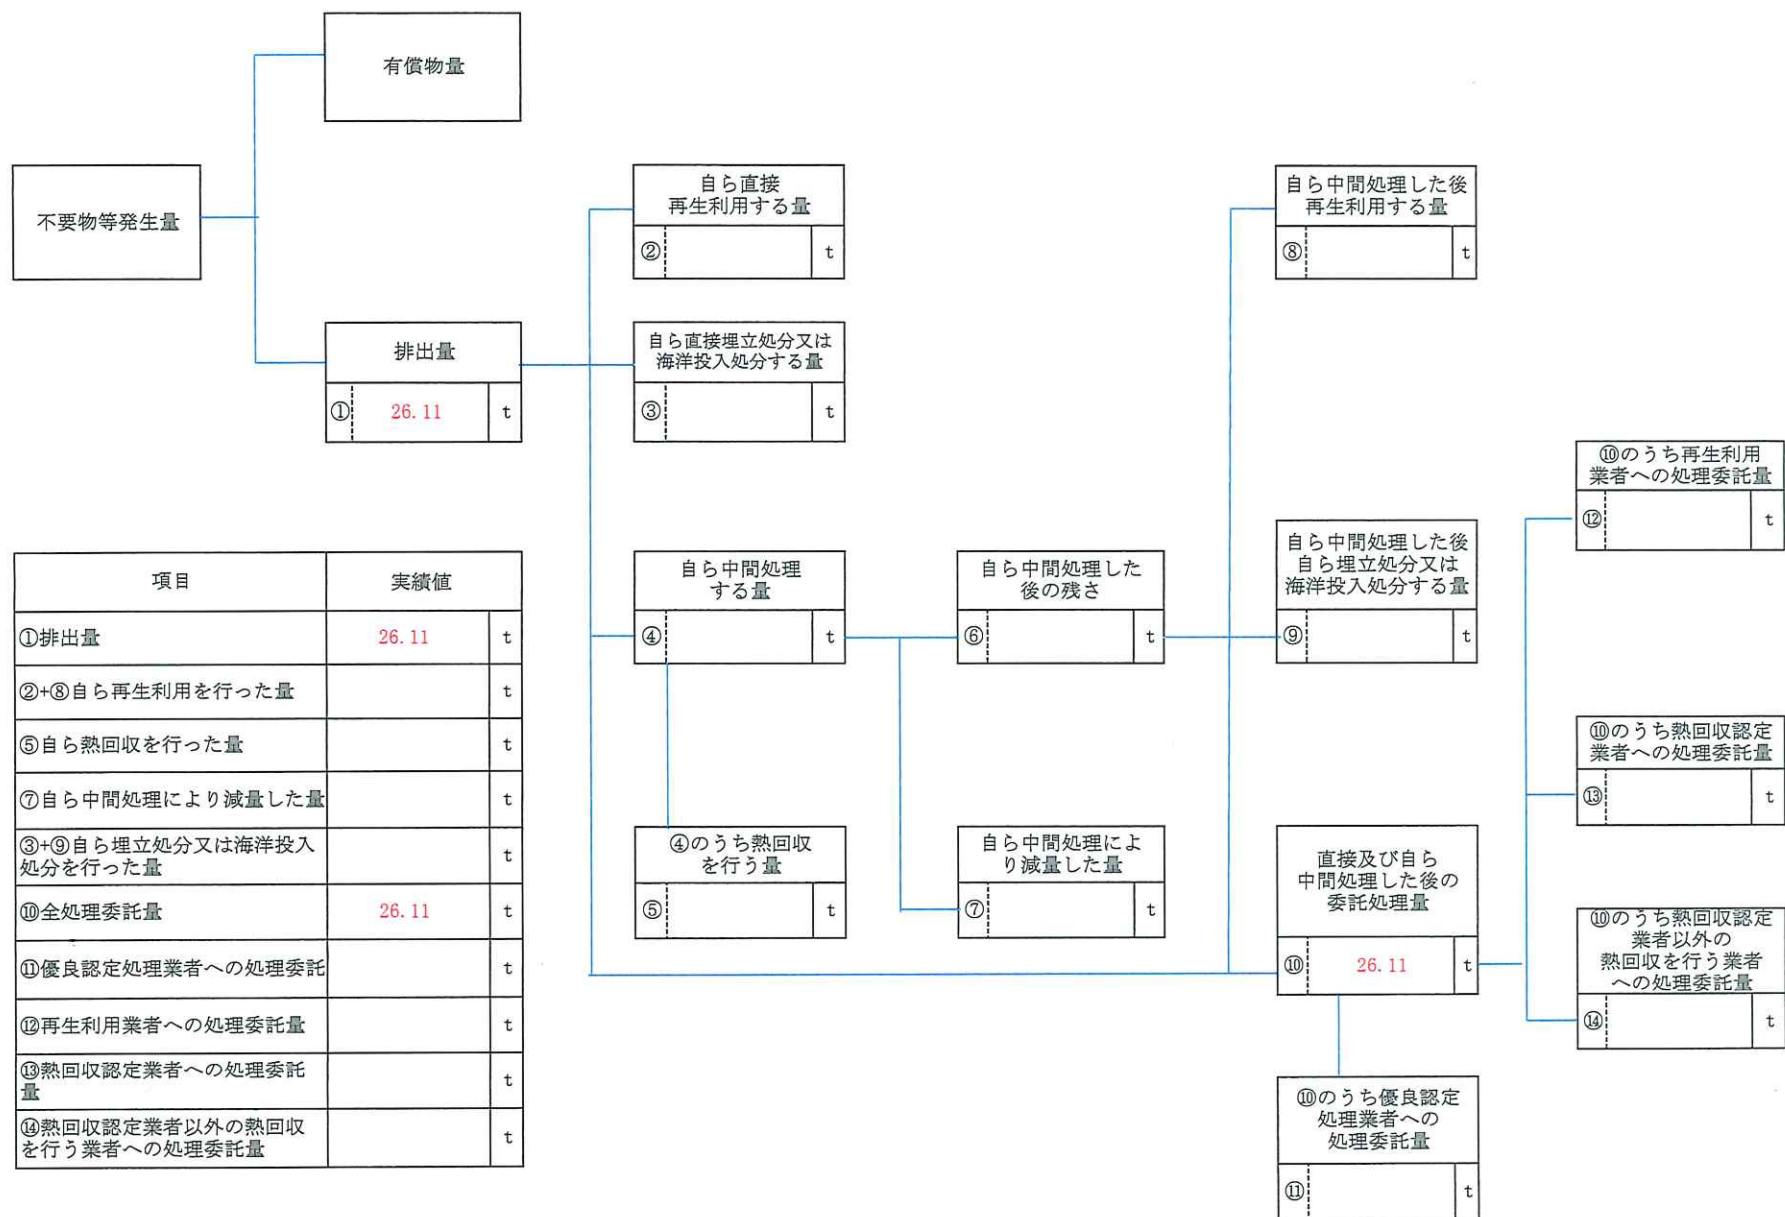 有償物量
不要物等発生量
排出量
① 26.11 t
自ら直接
再生利用する量
② t
自ら直接埋立処分又は
海洋投入処分する量
③ t
自ら中間処理
する量
④ t
④のうち熱回収
を行う量
⑤ t
自ら中間処理した
後の残さ
⑥ t
自ら中間処理によ
り減量した量
⑦ t
自ら中間処理した後
再生利用する量
⑧ t
自ら中間処理した後
自ら埋立処分又は
海洋投入処分する量
⑨ t
直接及び自ら
中間処理した後の
委託処理量
⑩ 26.11 t
⑩のうち優良認定
処理業者への
処理委託量
⑪ t
⑩のうち再生利用
業者への処理委託量
⑫ t
⑩のうち熱回収認定
業者への処理委託量
⑬ t
⑩のうち熱回収認定
業者以外の
熱回収を行う業者
への処理委託量
⑭ t
項目 実績値
①排出量 26.11 t
②+⑧自ら再生利用を行った量 t
⑤自ら熱回収を行った量 t
⑦自ら中間処理により減量した量 t
③+⑨自ら埋立処分又は海洋投入
処分を行った量 t
⑩全処理委託量 26.11 t
⑪優良認定処理業者への処理委託 t
⑫再生利用業者への処理委託量 t
⑬熱回収認定業者への処理委託
量 t
⑭熱回収認定業者以外の熱回収
を行う業者への処理委託量 t